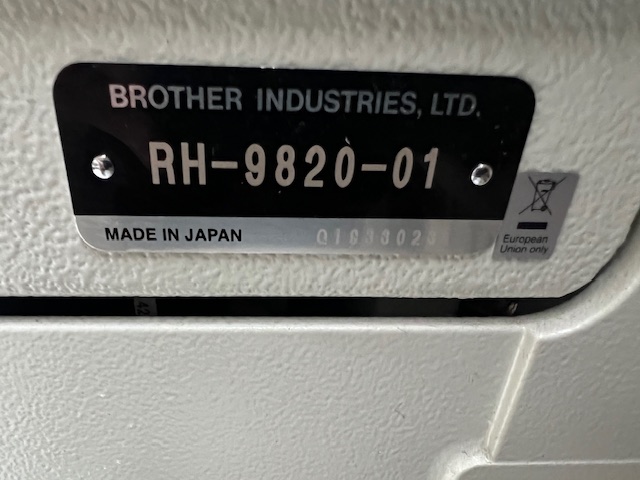 BROTHER INDUSTRIES, LTD.
RH-9820-01
MADE IN JAPAN
European
Union only